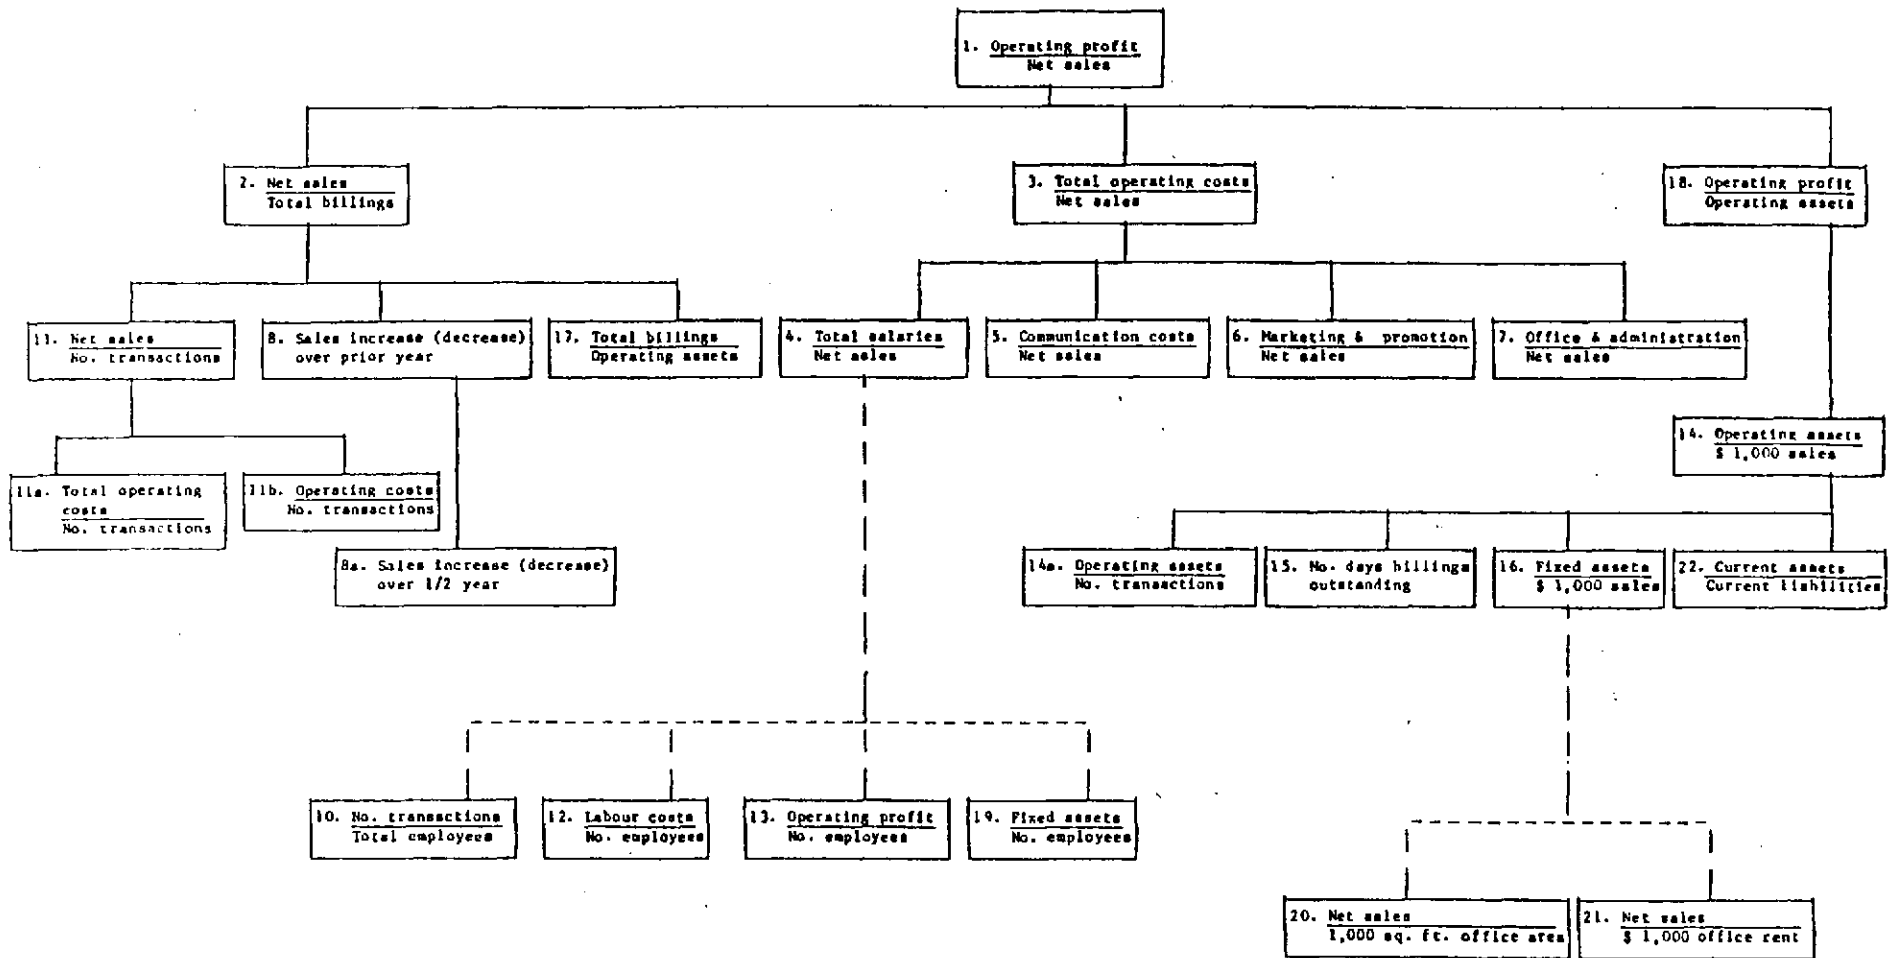 1. Operating profit
Net sales
2. Net sales
Total billings
3. Total operating costs
Net sales
18. Operating profit
Operating assets
11. Net sales
No. transactions
8. Sales increase (decrease)
over prior year
17. Total billings
Operating assets
4. Total salaries
Net sales
5. Communication costs
Net sales
6. Marketing & promotion
Net sales
7. Office & administration
Net sales
14. Operating assets
$ 1,000 sales
11a. Total operating
costs
No. transactions
11b. Operating costs
No. transactions
8a. Sales increase (decrease)
over 1/2 year
14a. Operating assets
No. transactions
15. No. days billings
outstanding
16. Fixed assets
$ 1,000 sales
22. Current assets
Current liabilities
10. No. transactions
Total employees
12. Labour costs
No. employees
13. Operating profit
No. employees
19. Fixed assets
No. employees
20. Net sales
1,000 sq. ft. office area
21. Net sales
$ 1,000 office rent